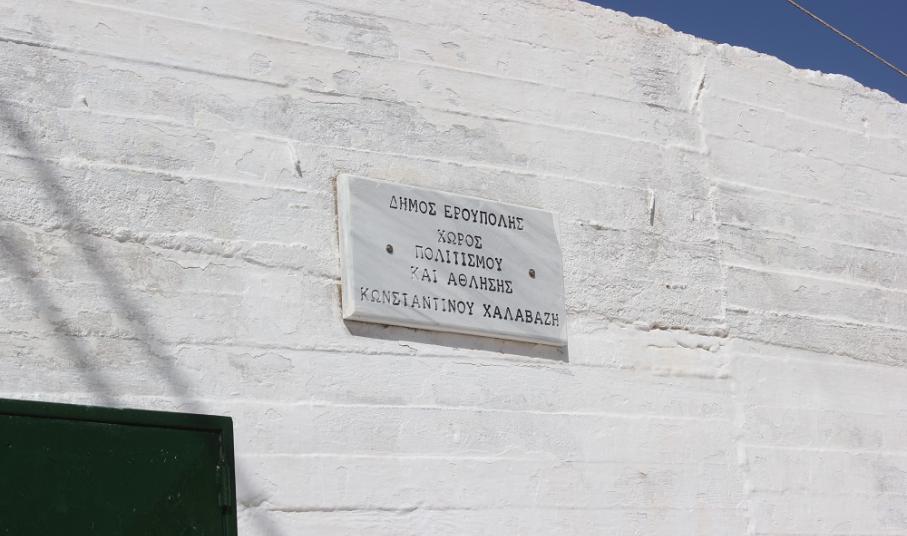 ΔΗΜΟΣ ΕΡΟΥΠΟΛΗΣ
ΧΩΡΟΣ
ΠΟΛΙΤΙΣΜΟΥ
ΚΑΙ ΑΘΛΗΣΗΣ
ΚΩΝΣΤΑΝΤΙΝΟΥ ΧΑΛΑΒΑΖΗ